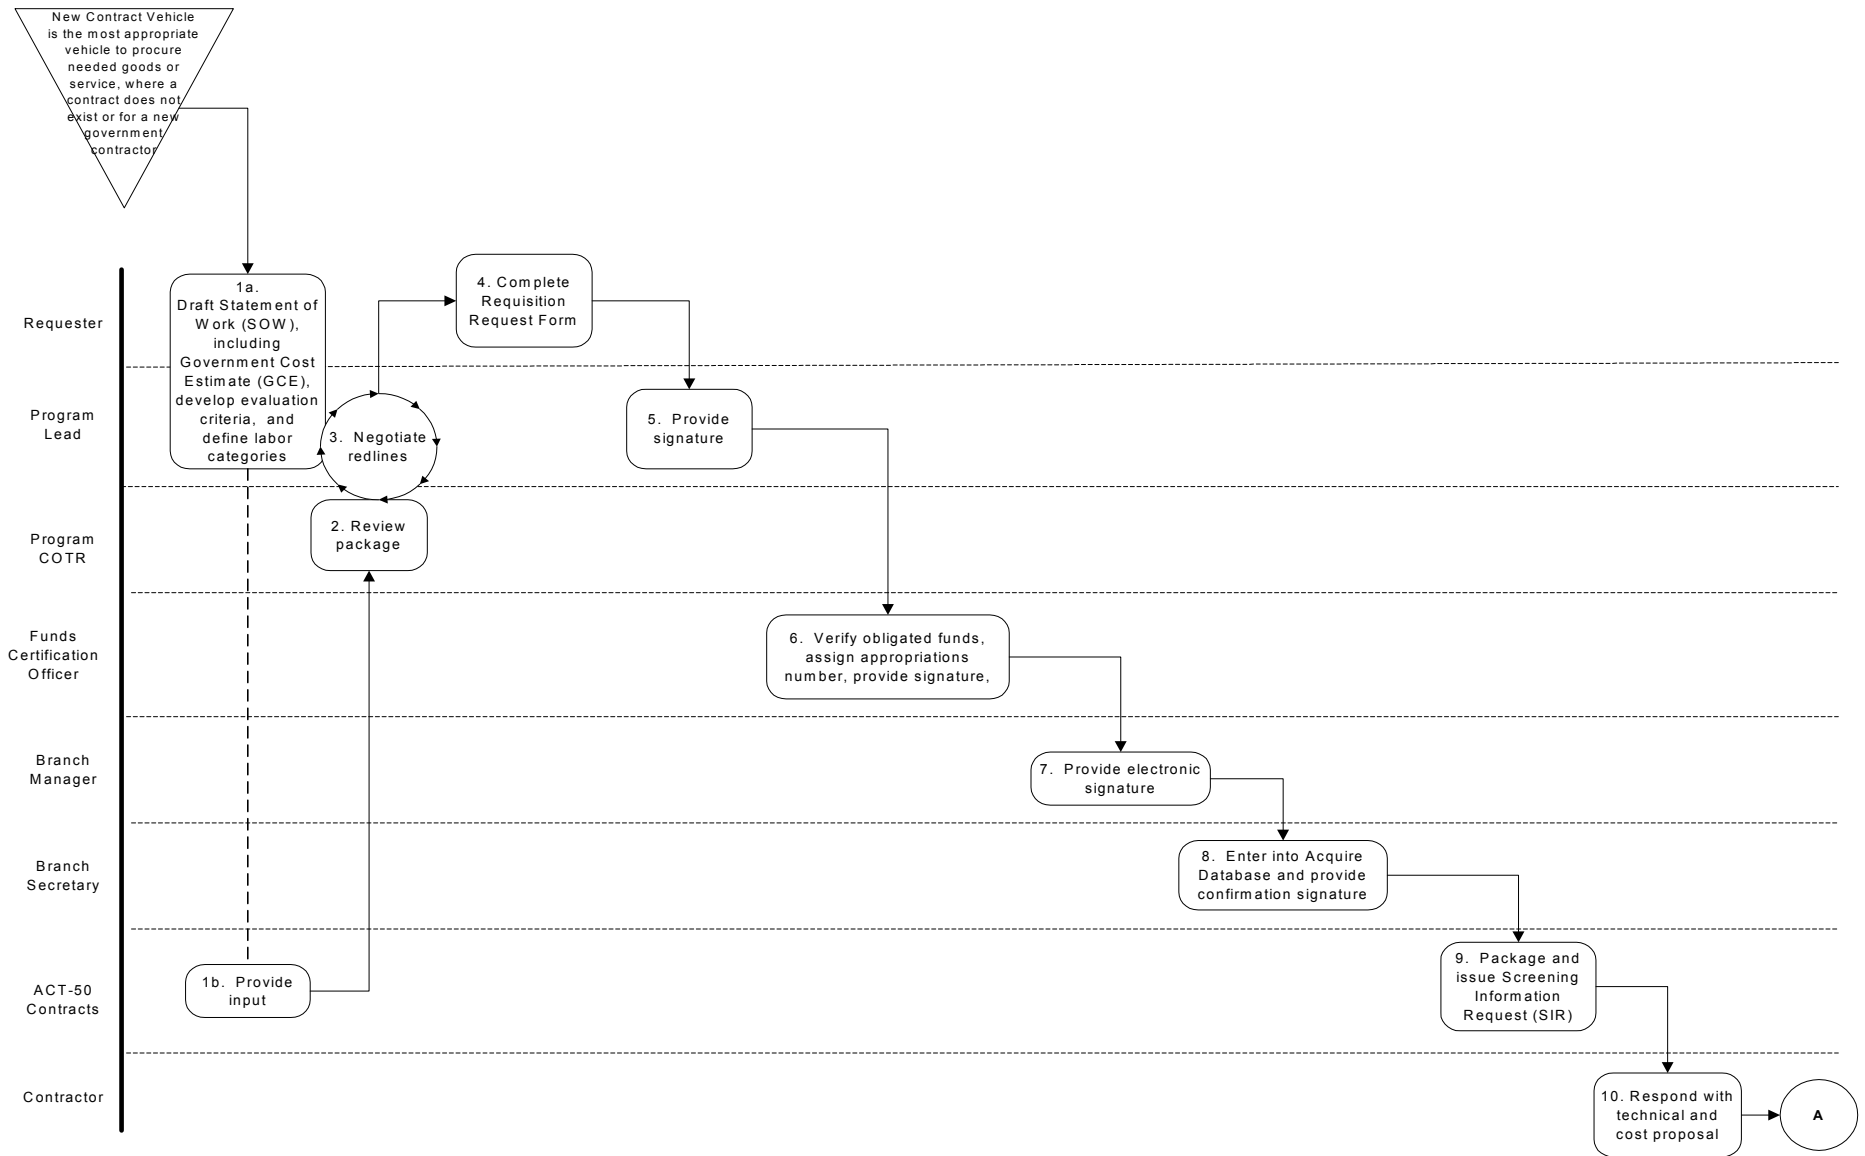 New Contract Vehicle
is the most appropriate
vehicle to procure
needed goods or
service, where a
contract does not
exist or for a new
government
contractor
Requester
1a.
Draft Statement of
Work (SOW),
including
Government Cost
Estimate (GCE),
develop evaluation
criteria, and
define labor
categories
4. Complete
Requisition
Request Form
Program
Lead
3. Negotiate
redlines
5. Provide
signature
Program
COTR
2. Review
package
Funds
Certification
Officer
6. Verify obligated funds,
assign appropriations
number, provide signature,
Branch
Manager
7. Provide electronic
signature
Branch
Secretary
8. Enter into Acquire
Database and provide
confirmation signature
ACT-50
Contracts
1b. Provide
input
9. Package and
issue Screening
Information
Request (SIR)
Contractor
10. Respond with
technical and
cost proposal
A